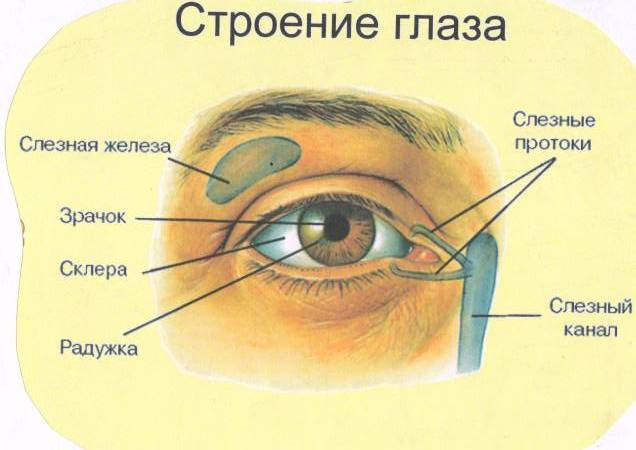 Строение глаза
Слезная железа
Зрачок
Склера
Радужка
Слезные
протоки
Слезный
канал